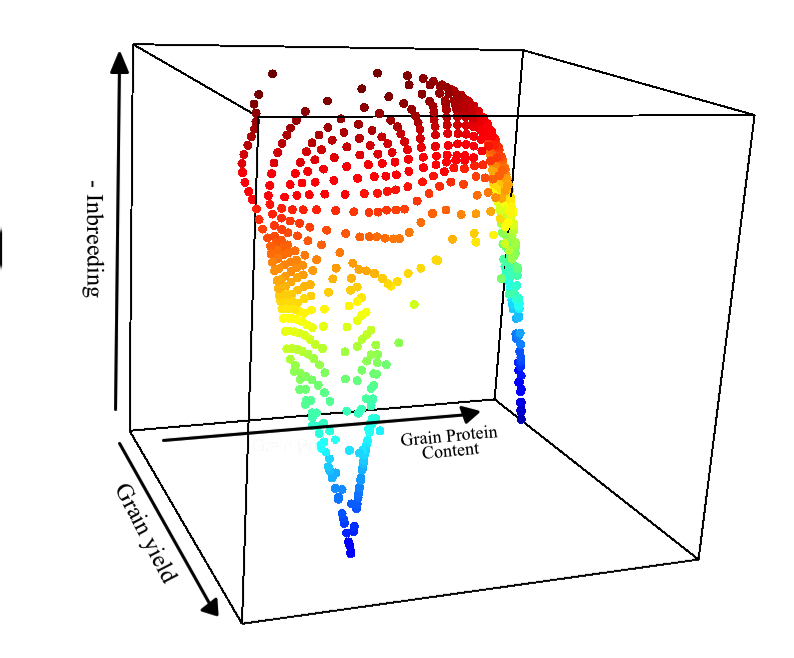 - Inbreeding
Grain Protein
Content
Grain yield